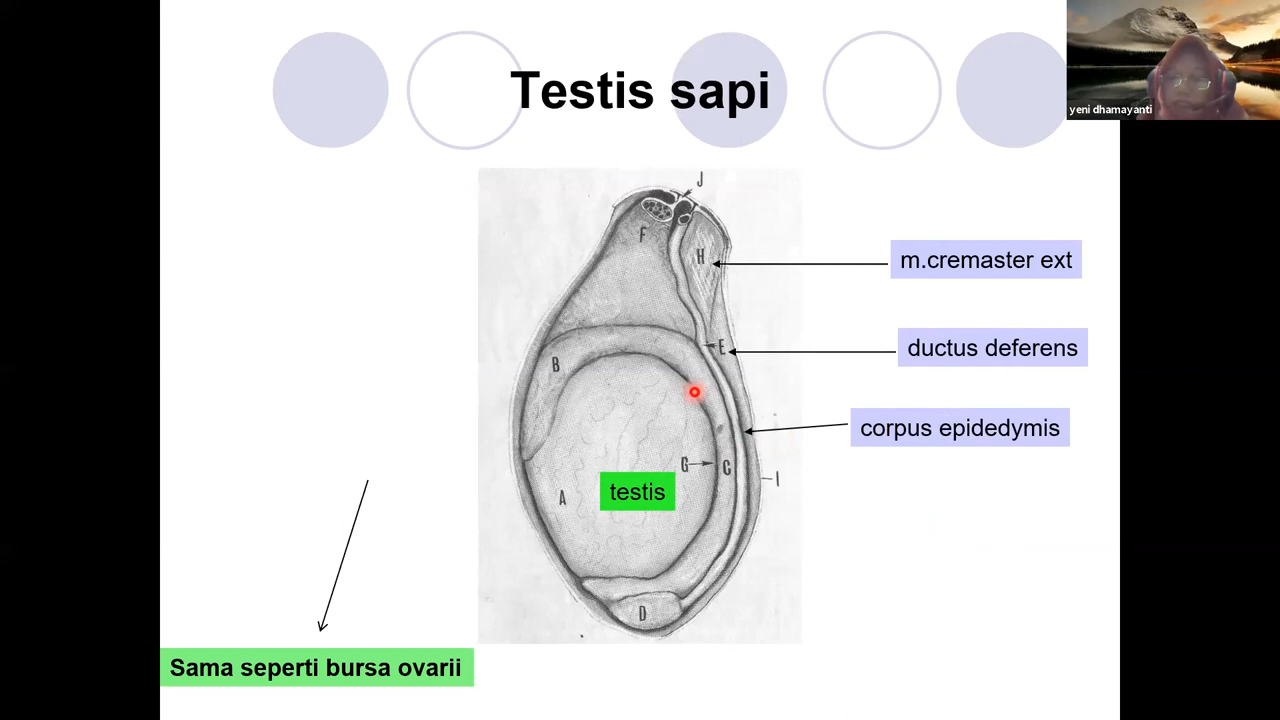 Testis sapi
yeni dhamayanti
J
F
H
m.cremaster ext
E
ductus deferens
B
corpus epidedymis
G
C
I
A
testis
D
Sama seperti bursa ovarii